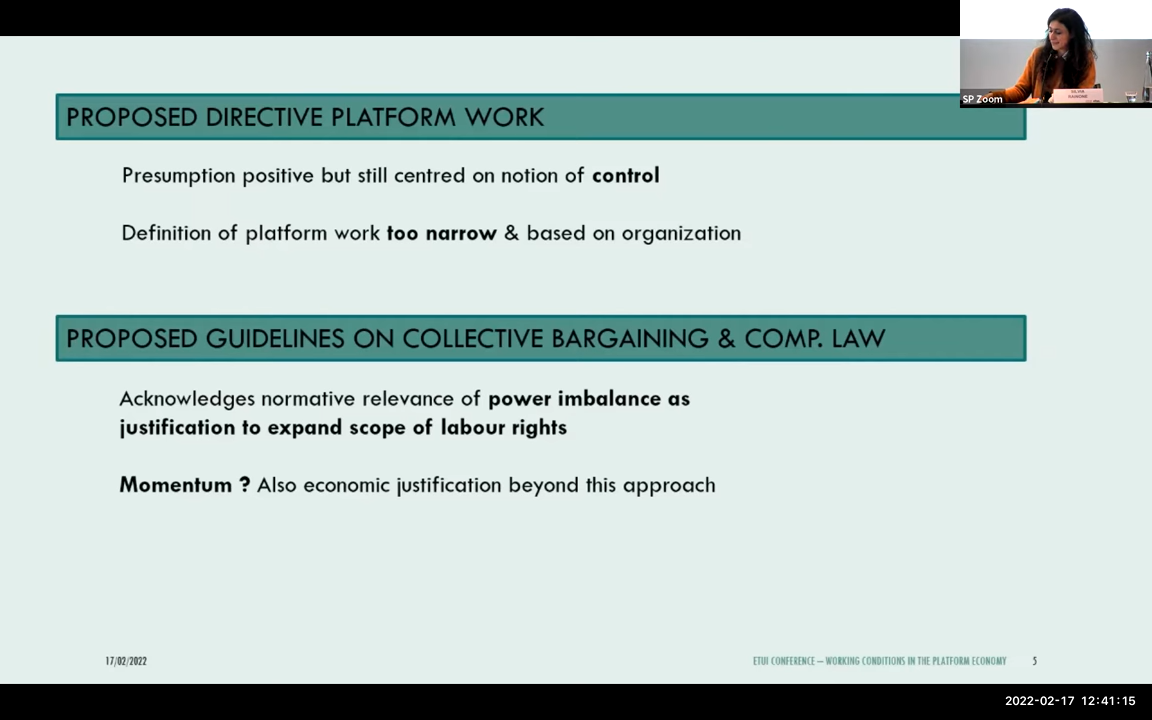 SP Zoom
SILVIA
RAINONE
PROPOSED DIRECTIVE PLATFORM WORK
Presumption positive but still centred on notion of control
Definition of platform work too narrow & based on organization
PROPOSED GUIDELINES ON COLLECTIVE BARGAINING & COMP. LAW
Acknowledges normative relevance of power imbalance as
justification to expand scope of labour rights
Momentum ? Also economic justification beyond this approach
17/02/2022
ETUI CONFERENCE – WORKING CONDITIONS IN THE PLATFORM ECONOMY
5
2022-02-17 12:41:15